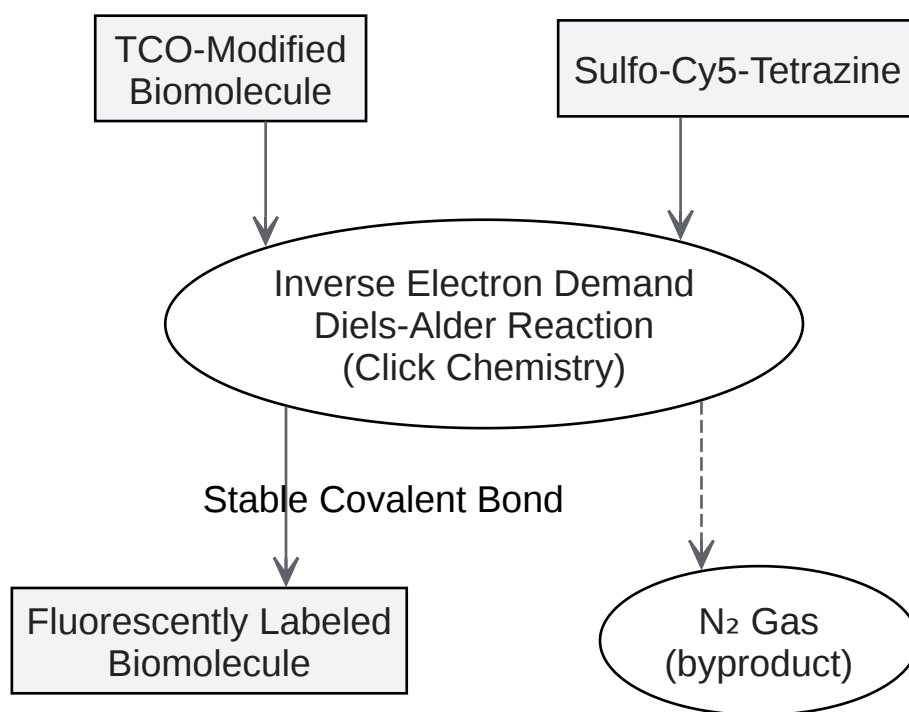 TCO-Modified
Biomolecule
Sulfo-Cy5-Tetrazine
Inverse Electron Demand
Diels-Alder Reaction
(Click Chemistry)
Stable Covalent Bond
Fluorescently Labeled
Biomolecule
N₂ Gas
(byproduct)